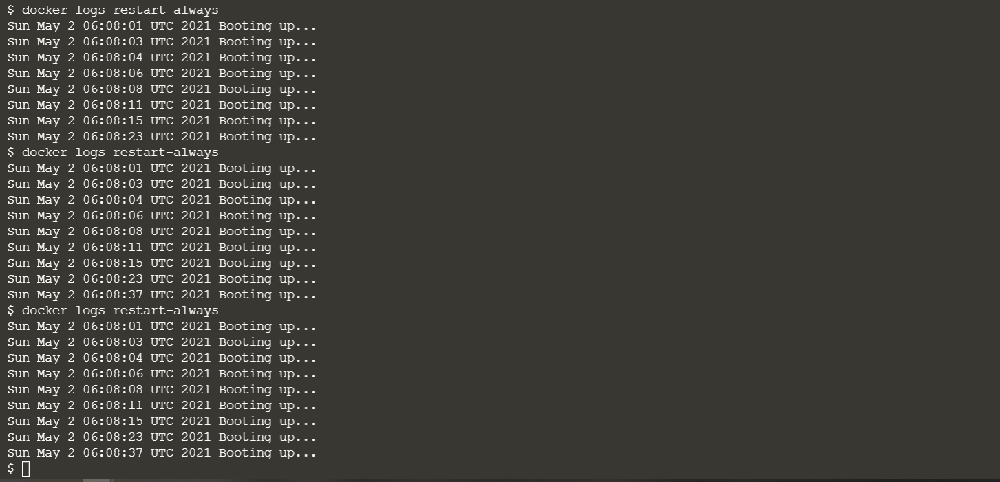 $ docker logs restart-always
Sun May 2 06:08:01 UTC 2021 Booting up...
Sun May 2 06:08:03 UTC 2021 Booting up...
Sun May 2 06:08:04 UTC 2021 Booting up...
Sun May 2 06:08:06 UTC 2021 Booting up...
Sun May 2 06:08:08 UTC 2021 Booting up...
Sun May 2 06:08:11 UTC 2021 Booting up...
Sun May 2 06:08:15 UTC 2021 Booting up...
Sun May 2 06:08:23 UTC 2021 Booting up...
$ docker logs restart-always
Sun May 2 06:08:01 UTC 2021 Booting up...
Sun May 2 06:08:03 UTC 2021 Booting up...
Sun May 2 06:08:04 UTC 2021 Booting up...
Sun May 2 06:08:06 UTC 2021 Booting up...
Sun May 2 06:08:08 UTC 2021 Booting up...
Sun May 2 06:08:11 UTC 2021 Booting up...
Sun May 2 06:08:15 UTC 2021 Booting up...
Sun May 2 06:08:23 UTC 2021 Booting up...
Sun May 2 06:08:37 UTC 2021 Booting up...
$ docker logs restart-always
Sun May 2 06:08:01 UTC 2021 Booting up...
Sun May 2 06:08:03 UTC 2021 Booting up...
Sun May 2 06:08:04 UTC 2021 Booting up...
Sun May 2 06:08:06 UTC 2021 Booting up...
Sun May 2 06:08:08 UTC 2021 Booting up...
Sun May 2 06:08:11 UTC 2021 Booting up...
Sun May 2 06:08:15 UTC 2021 Booting up...
Sun May 2 06:08:23 UTC 2021 Booting up...
Sun May 2 06:08:37 UTC 2021 Booting up...
$